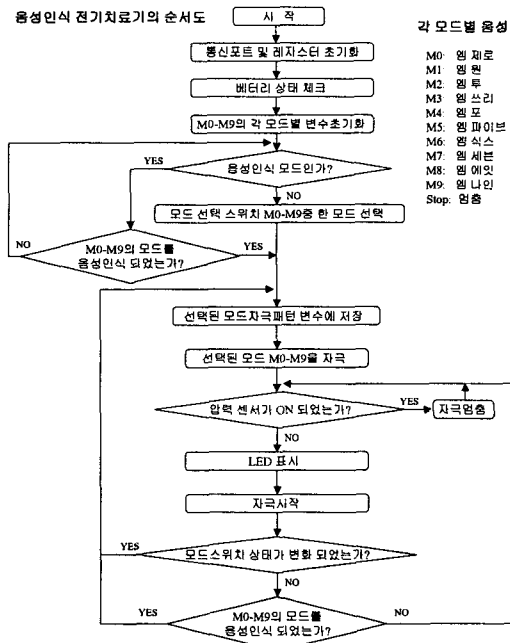 음성인식 전기치료기의 순서도
시 작
통신포트 및 레지스터 초기화
베터리 상태 체크
M0-M9의 각 모드별 변수초기화
YES
음성인식 모드인가?
NO
모드 선택 스위치 M0-M9중 한 모드 선택
NO
M0-M9의 모드를
음성인식 되었는가?
YES
선택된 모드자극패턴 변수에 저장
선택된 모드 M0-M9을 자극
압력 센서가 ON 되었는가?
YES
자극멈춤
NO
LED 표시
자극시작
YES
모드스위치 상태가 변화 되었는가?
NO
YES
M0-M9의 모드를
음성인식 되었는가?
NO
각 모드별 음성
M0: 엠 제로
M1: 엠 원
M2: 엠 투
M3: 엠 쓰리
M4: 엠 포
M5: 엠 파이브
M6: 엠 식스
M7: 엠 세븐
M8: 엠 에잇
M9: 엠 나인
Stop: 멈춤